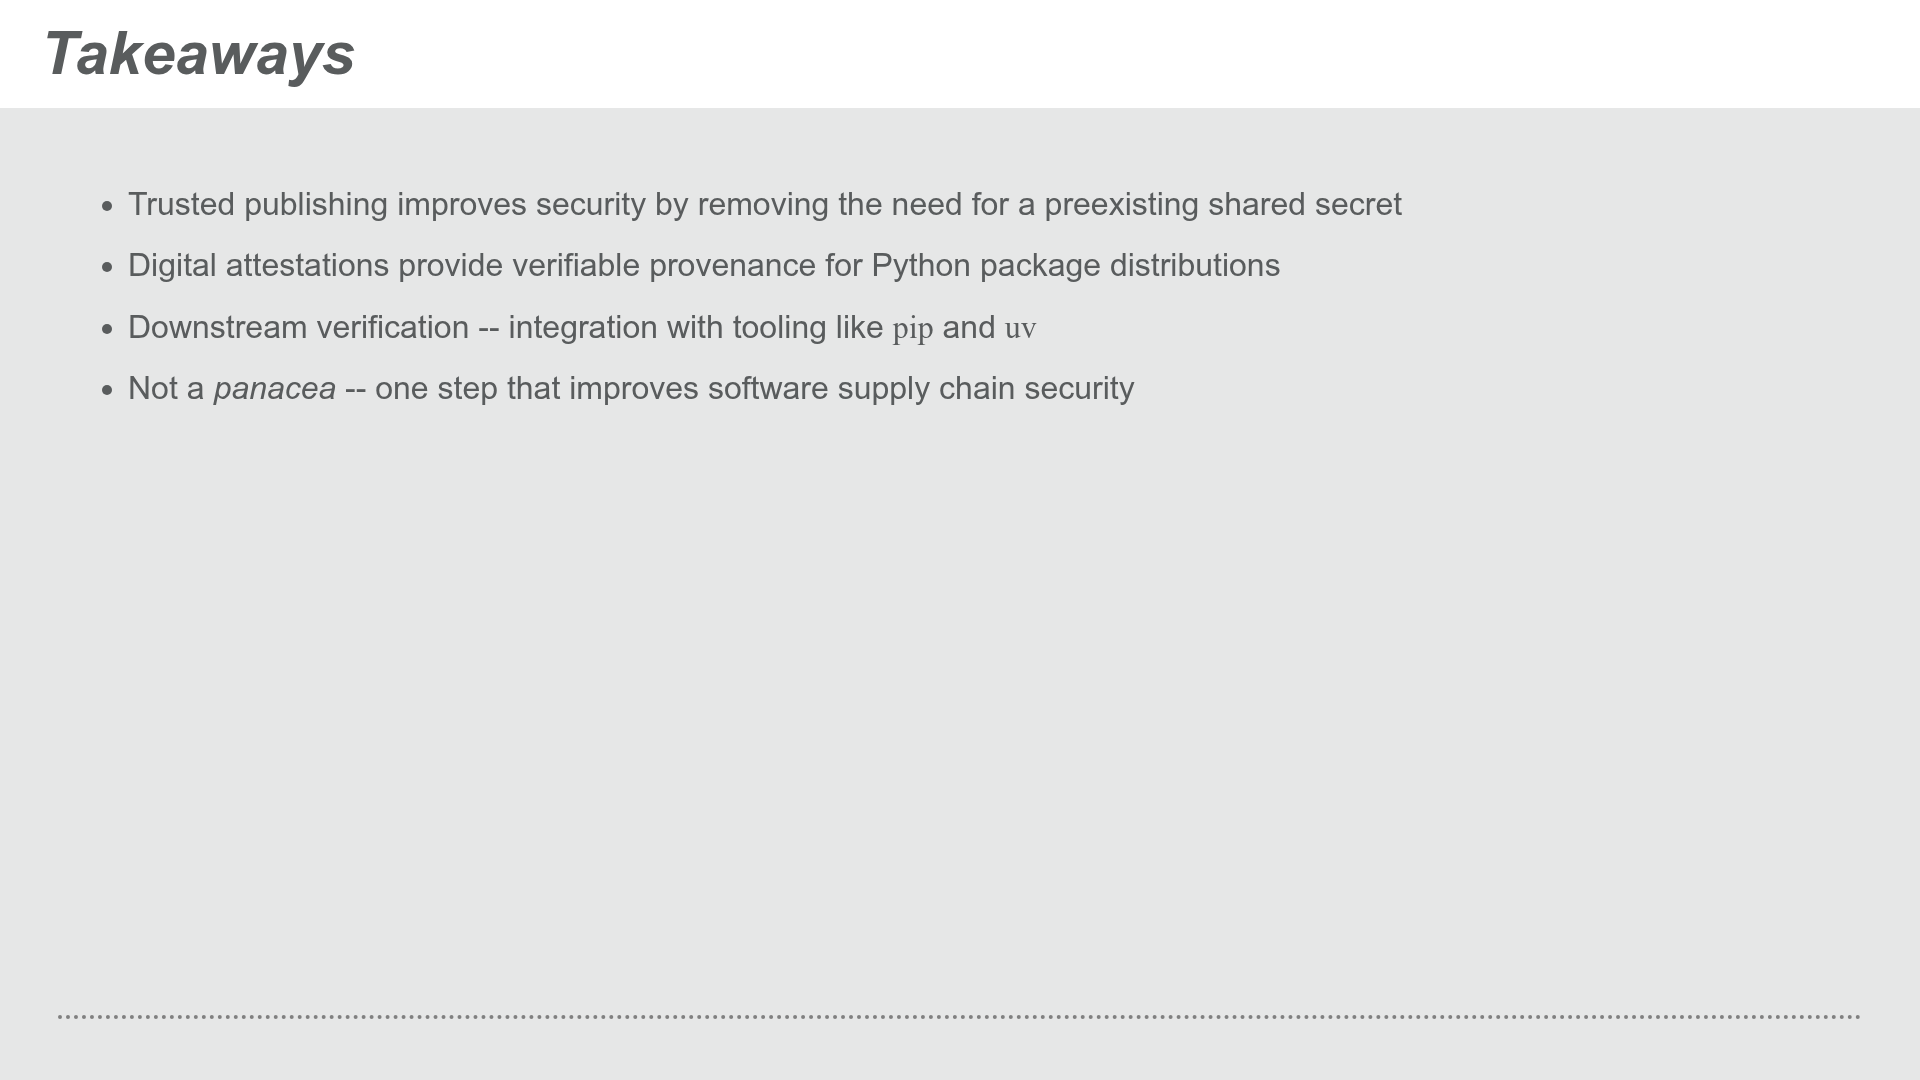 Takeaways
• Trusted publishing improves security by removing the need for a preexisting shared secret
• Digital attestations provide verifiable provenance for Python package distributions
• Downstream verification -- integration with tooling like pip and uv
• Not a panacea -- one step that improves software supply chain security